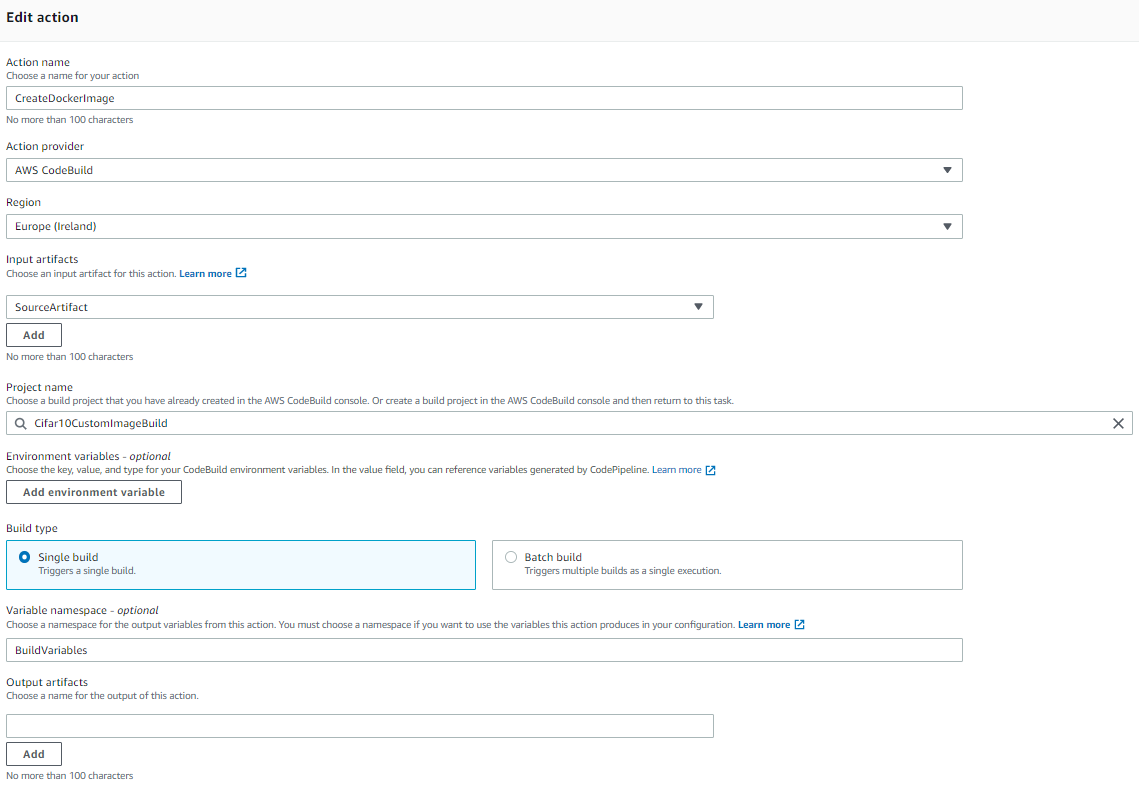 Edit action
Action name
Choose a name for your action
CreateDockerImage
No more than 100 characters
Action provider
AWS CodeBuild
Region
Europe (Ireland)
Input artifacts
Choose an input artifact for this action. Learn more
SourceArtifact
Add
No more than 100 characters
Project name
Choose a build project that you have already created in the AWS CodeBuild console. Or create a build project in the AWS CodeBuild console and then return to this task.
Cifar10CustomImageBuild
Environment variables - optional
Choose the key, value, and type for your CodeBuild environment variables. In the value field, you can reference variables generated by CodePipeline. Learn more
Add environment variable
Build type
Single build
Triggers a single build.
Batch build
Triggers multiple builds as a single execution.
Variable namespace - optional
Choose a namespace for the output variables from this action. You must choose a namespace if you want to use the variables this action produces in your configuration. Learn more
BuildVariables
Output artifacts
Choose a name for the output of this action.
Add
No more than 100 characters